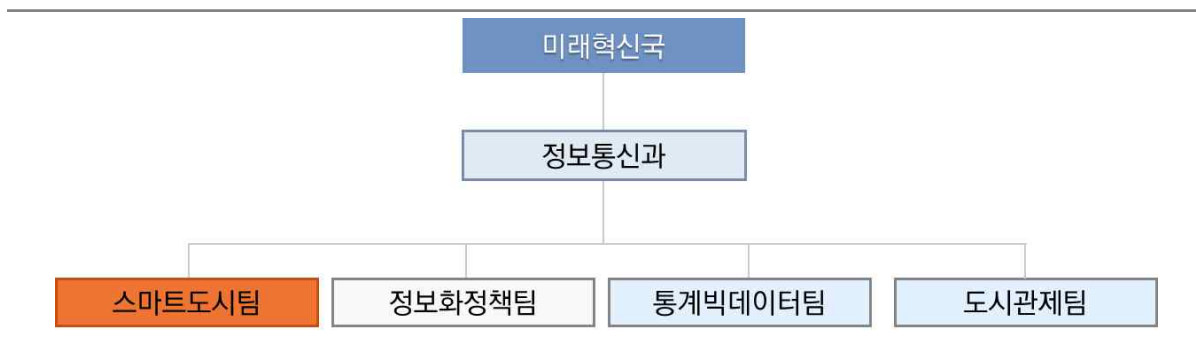 미래혁신국
정보통신과
스마트도시팀
정보화정책팀
통계빅데이터팀
도시관제팀